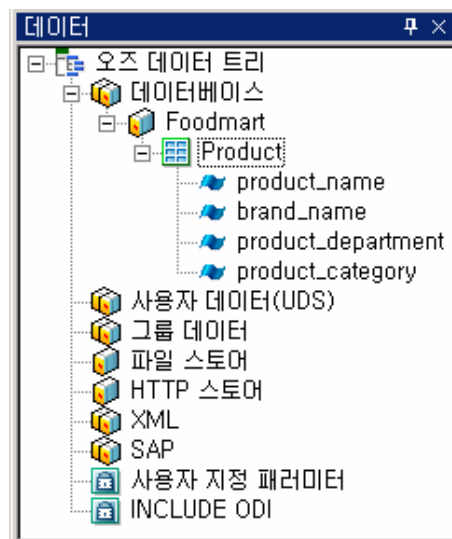 데이터
오즈 데이터 트리
데이터베이스
Foodmart
Product
product_name
brand_name
product_department
product_category
사용자 데이터(UDS)
그룹 데이터
파일 스토어
HTTP 스토어
XML
SAP
사용자 지정 패러미터
INCLUDE ODI